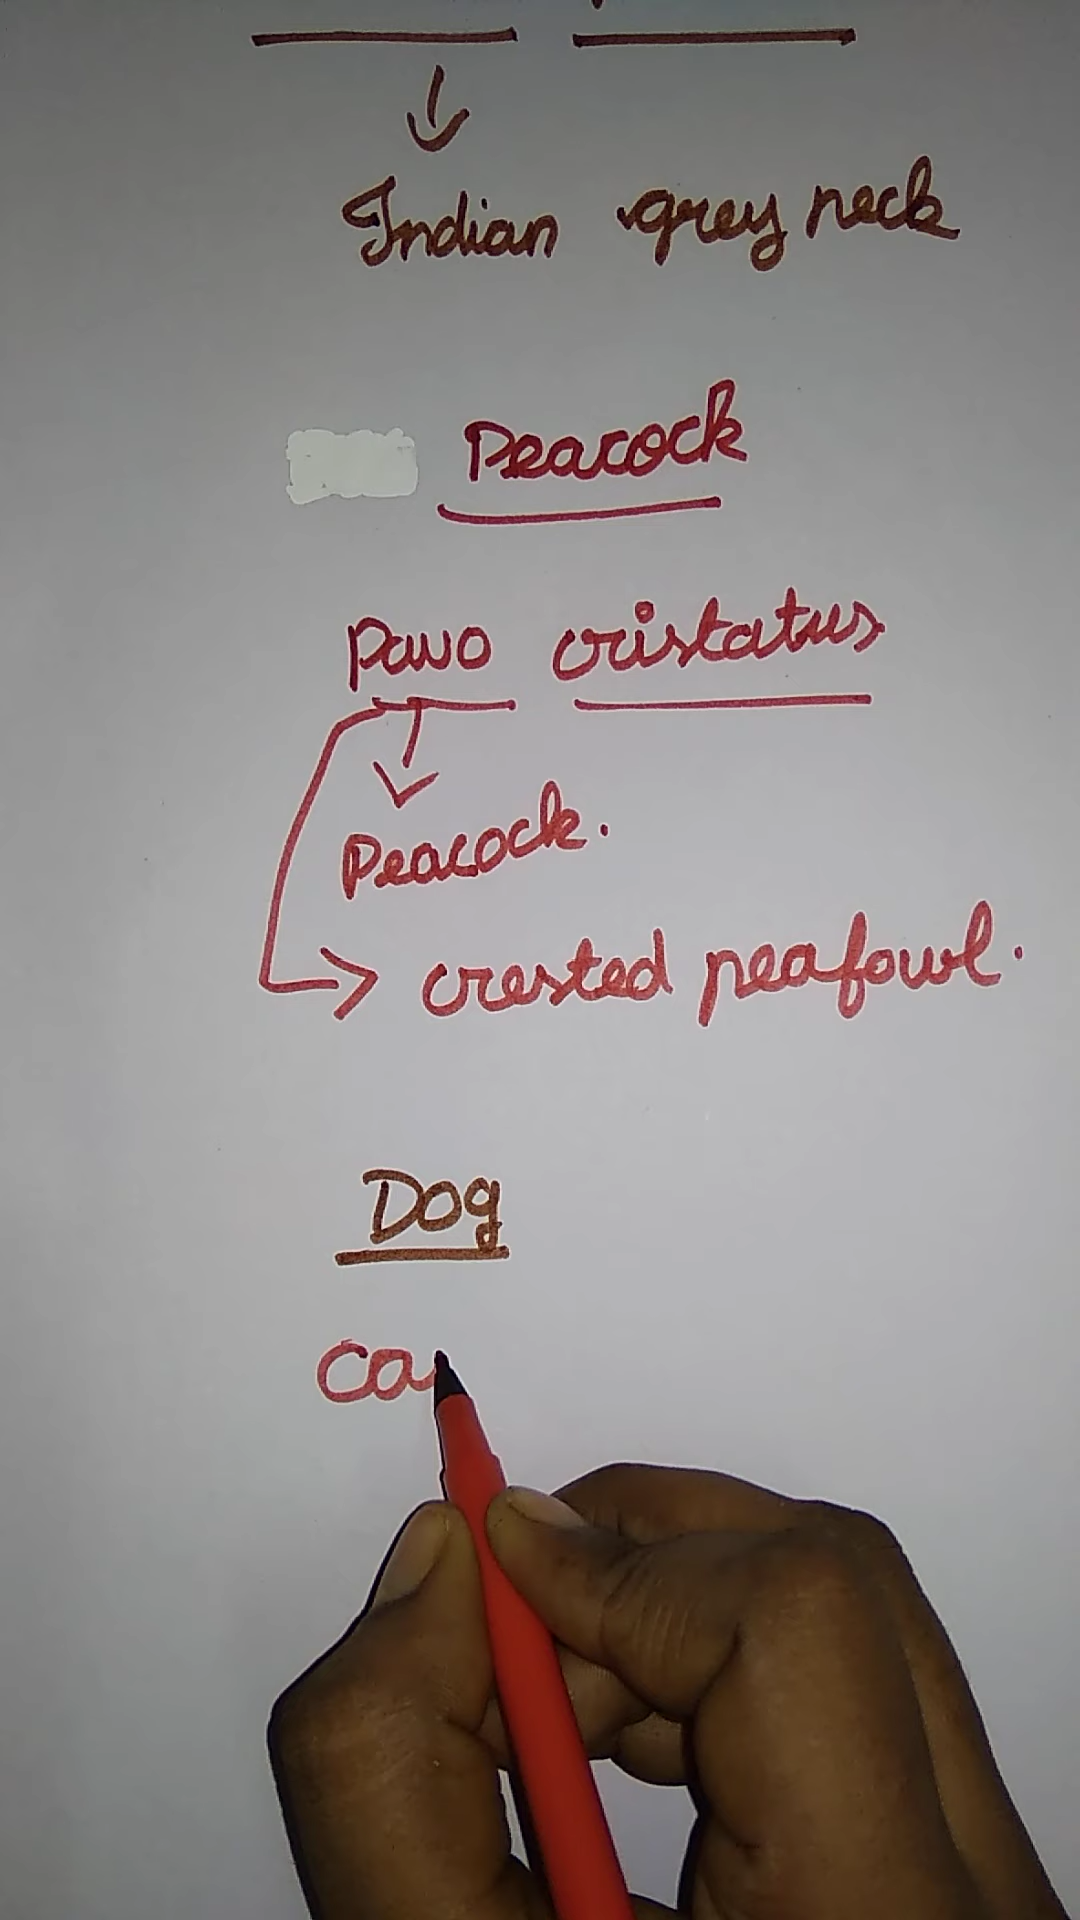 Indian grey neck
Peacock
Pavo cristatus
Peacock.
crested peafowl.
Dog
Ca